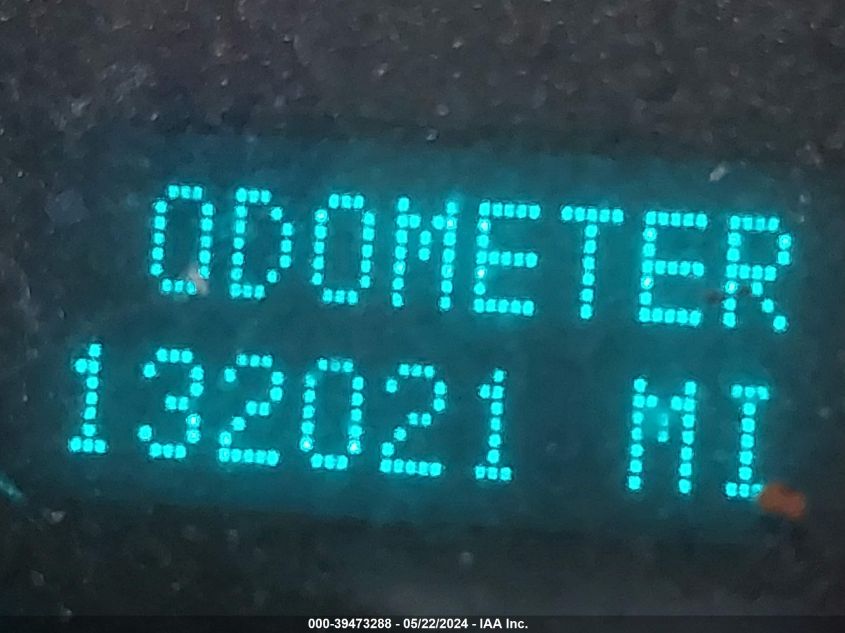 ODOMETER
132021 MI
000-39473288 - 05/22/2024 - IAA Inc.